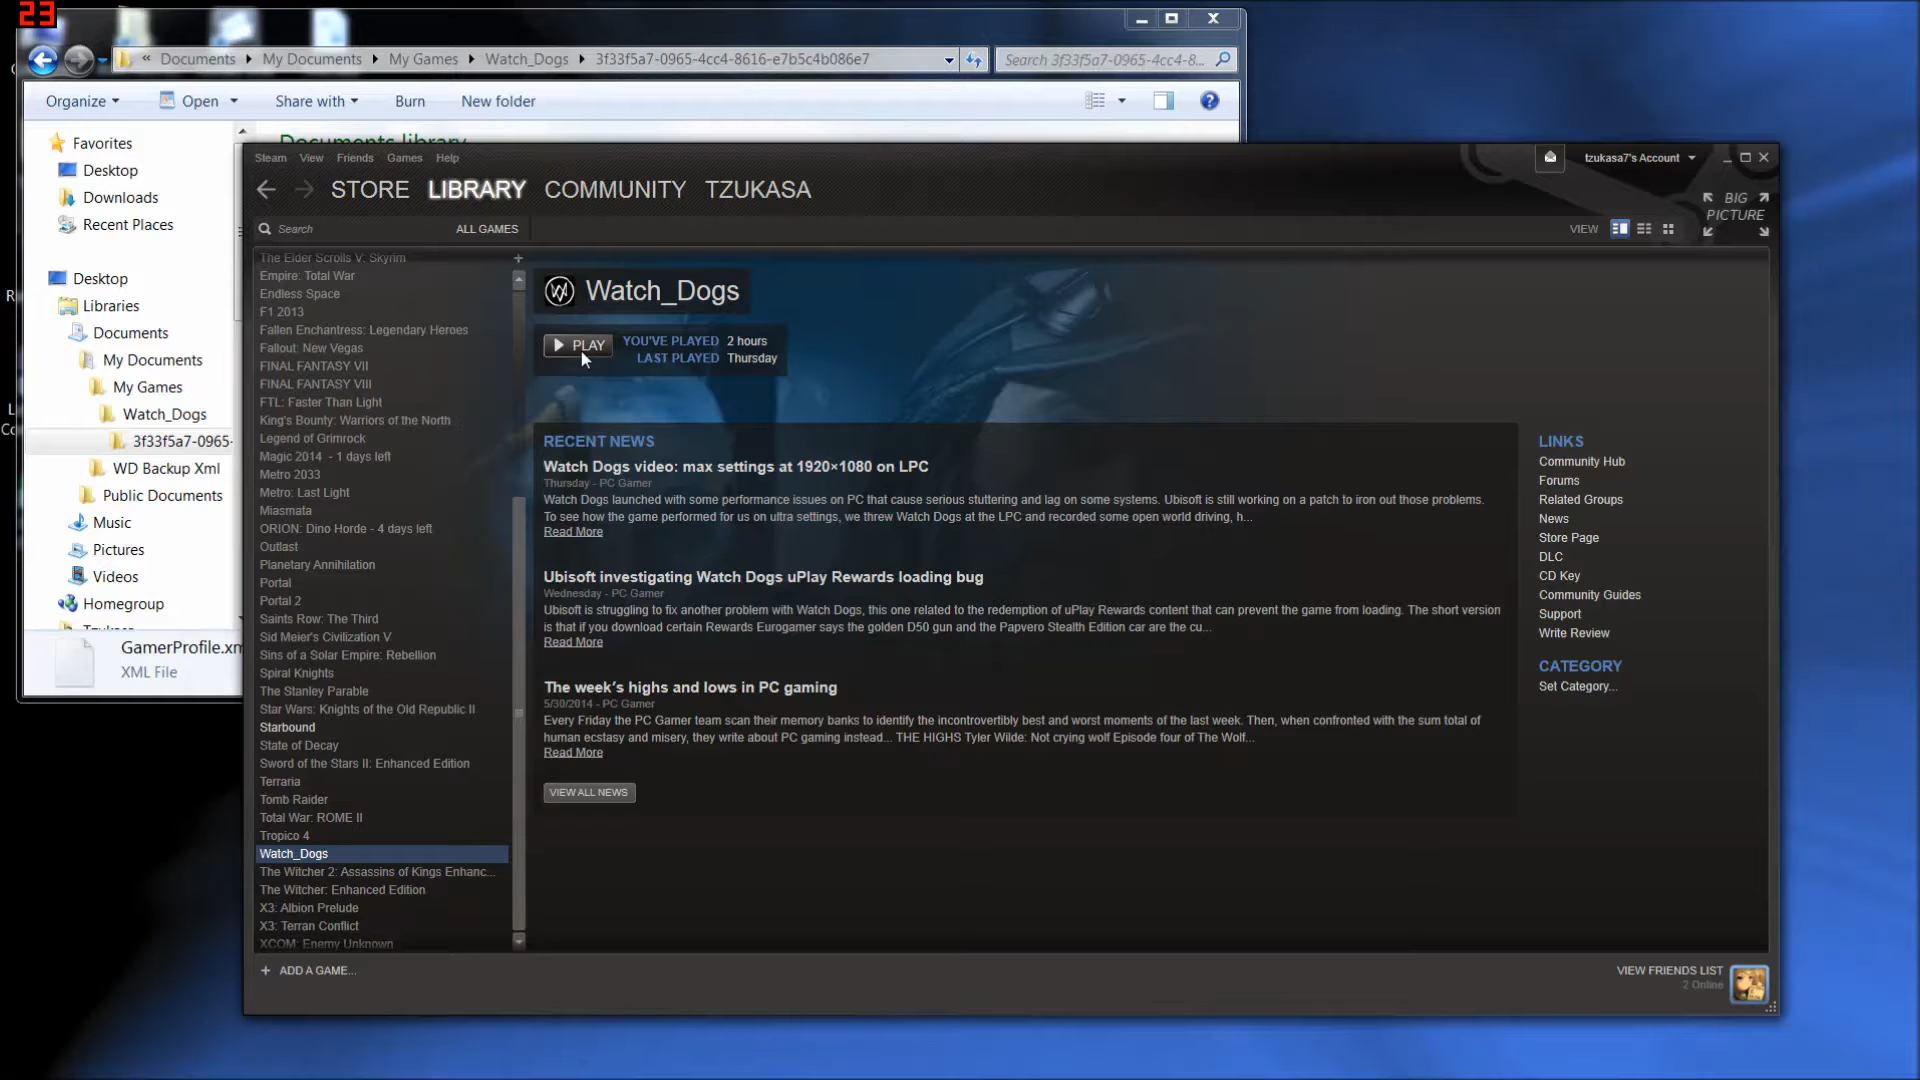 23
« Documents My Documents My Games Watch_Dogs 3f33f5a7-0965-4cc4-8616-e7b5c4b086e7
Search 3f33f5a7-0965-4cc4-8...
Organize Open Share with Burn New folder
Favorites
Desktop
Downloads
Recent Places
Desktop
Libraries
Documents
My Documents
My Games
Watch_Dogs
3f33f5a7-0965-
WD Backup Xml
Public Documents
Music
Pictures
Videos
Homegroup
GamerProfile.xm
XML File
Documents library
Steam View Friends Games Help
tzukasa7's Account
STORE LIBRARY COMMUNITY TZUKASA
BIG
PICTURE
Search
ALL GAMES
VIEW
The Elder Scrolls V: Skyrim
Empire: Total War
Endless Space
F1 2013
Fallen Enchantress: Legendary Heroes
Fallout: New Vegas
FINAL FANTASY VII
FINAL FANTASY VIII
FTL: Faster Than Light
King's Bounty: Warriors of the North
Legend of Grimrock
Magic 2014 - 1 days left
Metro 2033
Metro: Last Light
Miasmata
ORION: Dino Horde - 4 days left
Outlast
Planetary Annihilation
Portal
Portal 2
Saints Row: The Third
Sid Meier's Civilization V
Sins of a Solar Empire: Rebellion
Spiral Knights
The Stanley Parable
Star Wars: Knights of the Old Republic II
Starbound
State of Decay
Sword of the Stars II: Enhanced Edition
Terraria
Tomb Raider
Total War: ROME II
Tropico 4
Watch_Dogs
The Witcher 2: Assassins of Kings Enhanc...
The Witcher: Enhanced Edition
X3: Albion Prelude
X3: Terran Conflict
XCOM: Enemy Unknown
+ ADD A GAME...
Watch_Dogs
PLAY
YOU'VE PLAYED 2 hours
LAST PLAYED Thursday
RECENT NEWS
Watch Dogs video: max settings at 1920×1080 on LPC
Thursday - PC Gamer
Watch Dogs launched with some performance issues on PC that cause serious stuttering and lag on some systems. Ubisoft is still working on a patch to iron out those problems.
To see how the game performed for us on ultra settings, we threw Watch Dogs at the LPC and recorded some open world driving, h...
Read More
Ubisoft investigating Watch Dogs uPlay Rewards loading bug
Wednesday - PC Gamer
Ubisoft is struggling to fix another problem with Watch Dogs, this one related to the redemption of uPlay Rewards content that can prevent the game from loading. The short version
is that if you download certain Rewards Eurogamer says the golden D50 gun and the Papvero Stealth Edition car are the cu...
Read More
The week's highs and lows in PC gaming
5/30/2014 - PC Gamer
Every Friday the PC Gamer team scan their memory banks to identify the incontrovertibly best and worst moments of the last week. Then, when confronted with the sum total of
human ecstasy and misery, they write about PC gaming instead... THE HIGHS Tyler Wilde: Not crying wolf Episode four of The Wolf...
Read More
VIEW ALL NEWS
LINKS
Community Hub
Forums
Related Groups
News
Store Page
DLC
CD Key
Community Guides
Support
Write Review
CATEGORY
Set Category...
VIEW FRIENDS LIST
2 Online